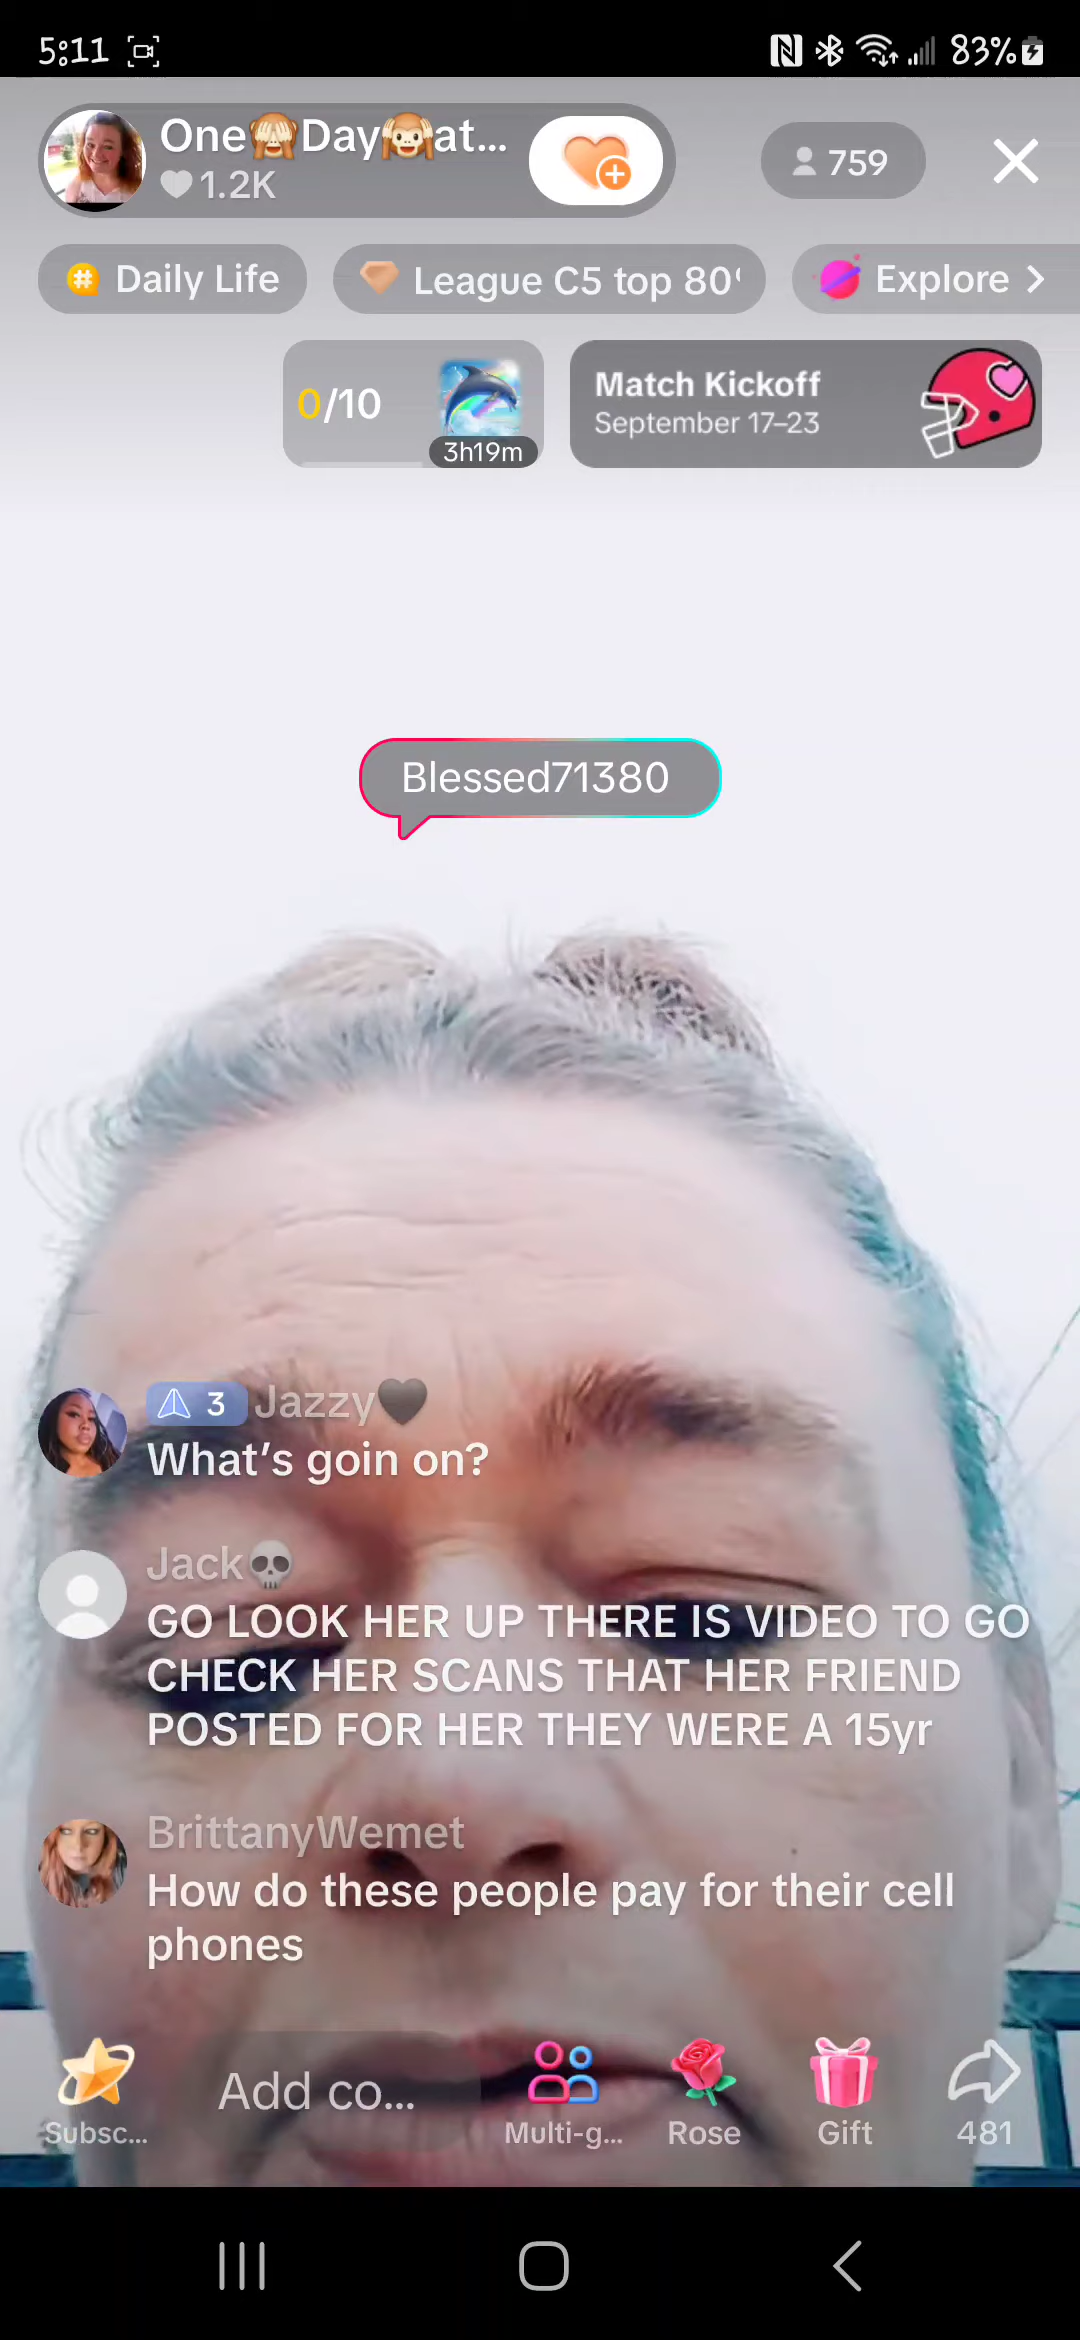 5:11
83%
One🙈Day🙉at...
1.2K
759
Daily Life
League C5 top 80
Explore
0/10
3h19m
Match Kickoff
September 17–23
Blessed71380
3 Jazzy🖤
What's goin on?
Jack💀
GO LOOK HER UP THERE IS VIDEO TO GO
CHECK HER SCANS THAT HER FRIEND
POSTED FOR HER THEY WERE A 15yr
BrittanyWemet
How do these people pay for their cell
phones
Add co...
Subsc...
Multi-g...
Rose
Gift
481